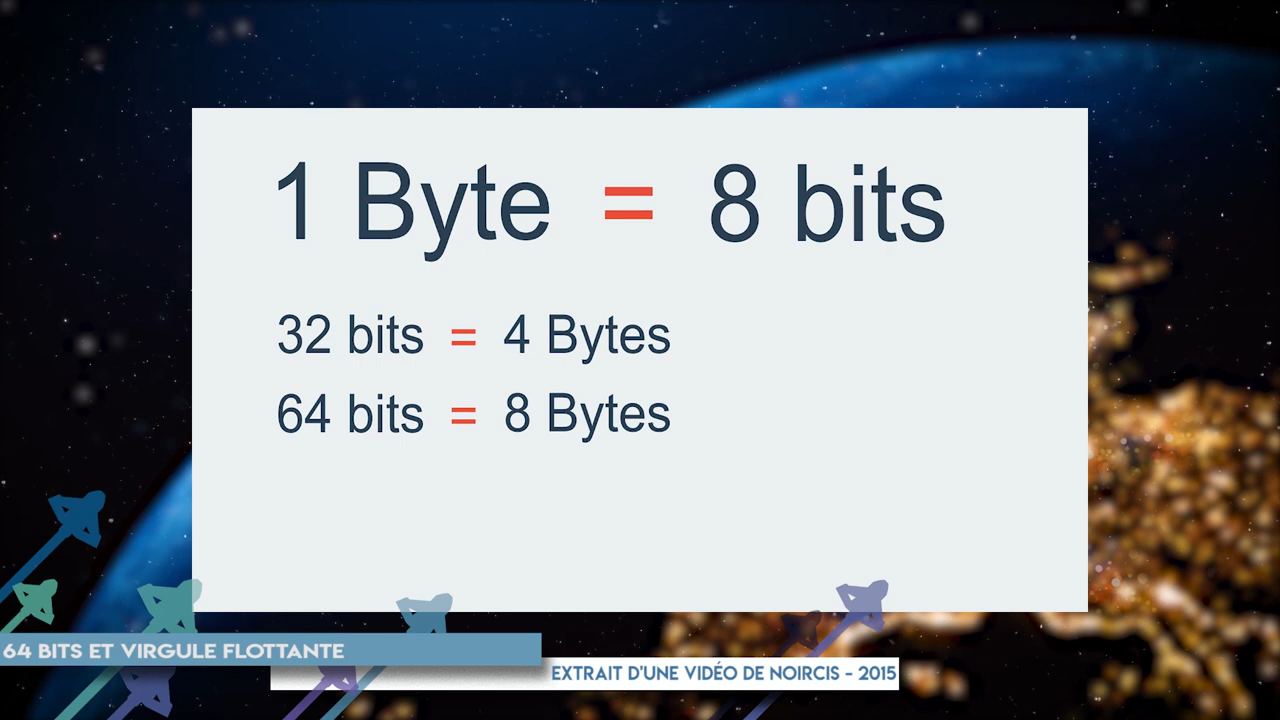 1 Byte = 8 bits
32 bits = 4 Bytes
64 bits = 8 Bytes
64 BITS ET VIRGULE FLOTTANTE
EXTRAIT D'UNE VIDÉO DE NOIRCIS - 2015